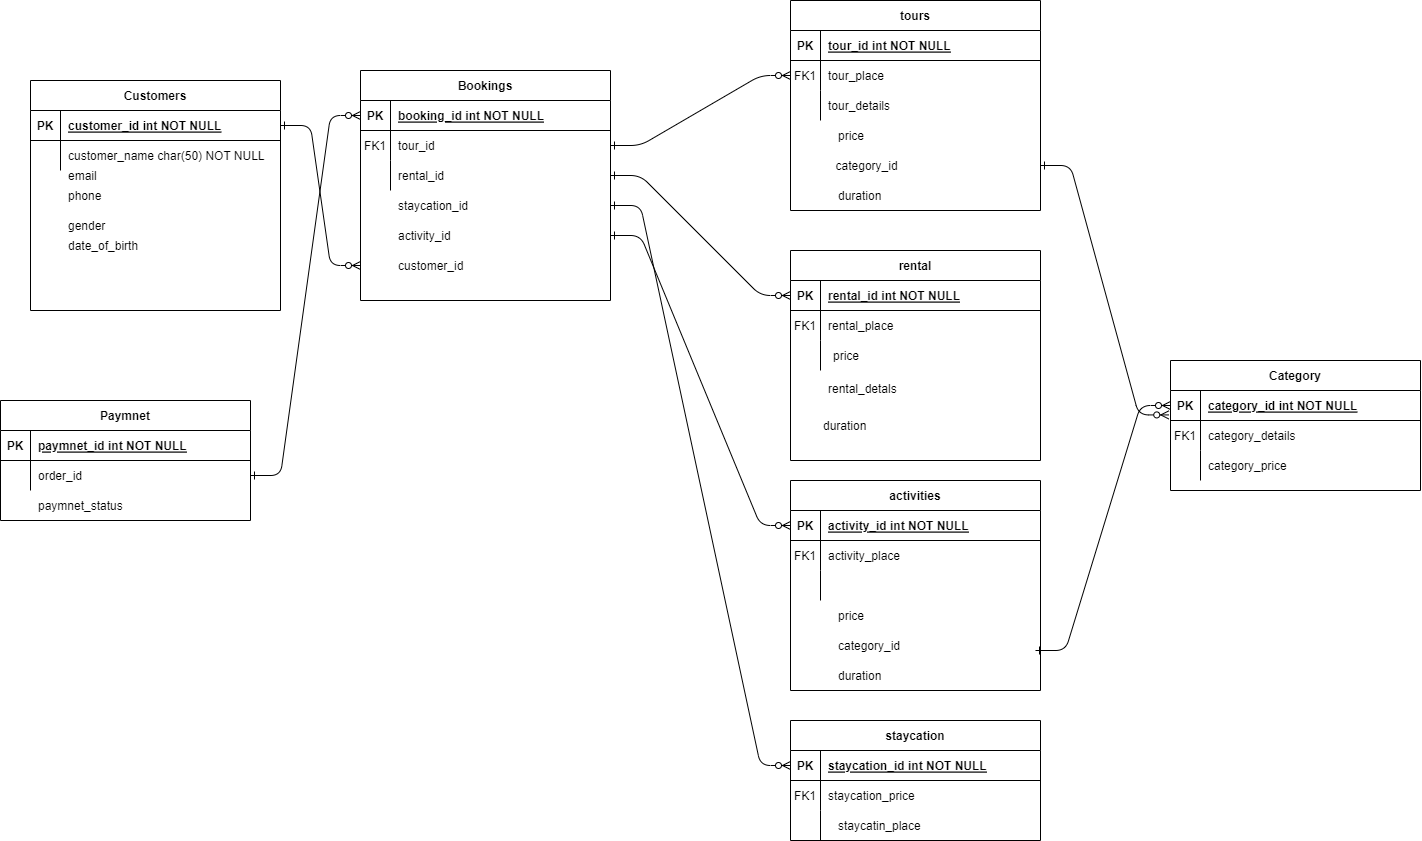 Customers
PK customer_id int NOT NULL
customer_name char(50) NOT NULL
email
phone
gender
date_of_birth
Paymnet
PK paymnet_id int NOT NULL
order_id
paymnet_status
Bookings
PK booking_id int NOT NULL
FK1 tour_id
rental_id
staycation_id
activity_id
customer_id
tours
PK tour_id int NOT NULL
FK1 tour_place
tour_details
price
category_id
duration
rental
PK rental_id int NOT NULL
FK1 rental_place
price
rental_detals
duration
activities
PK activity_id int NOT NULL
FK1 activity_place
price
category_id
duration
staycation
PK staycation_id int NOT NULL
FK1 staycation_price
staycatin_place
Category
PK category_id int NOT NULL
FK1 category_details
category_price